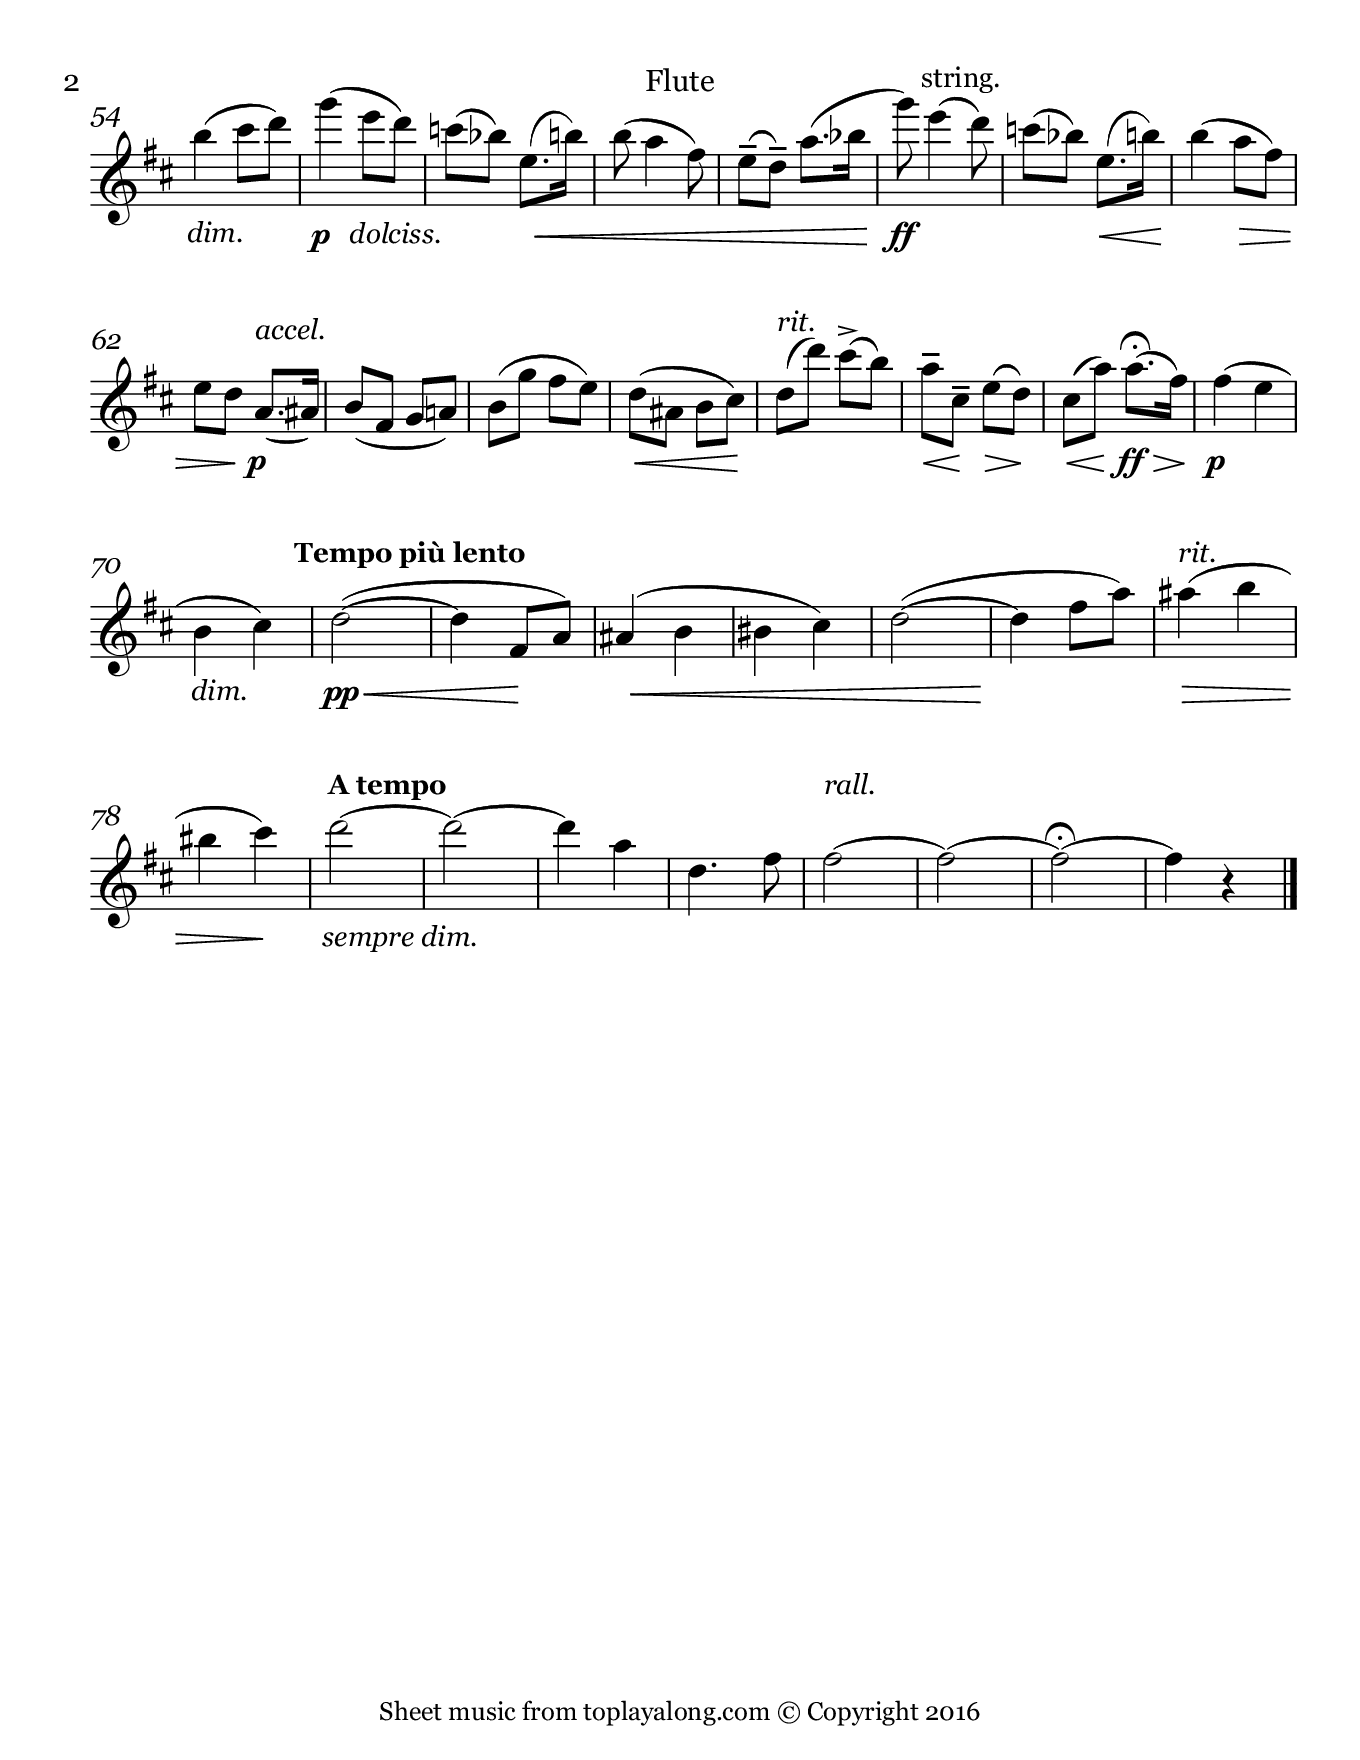 2 Flute string.
54
dim. p dolciss. ff
62 accel. rit.
p ff p
70 Tempo più lento rit.
dim. pp
78 A tempo rall.
sempre dim.
Sheet music from toplayalong.com © Copyright 2016